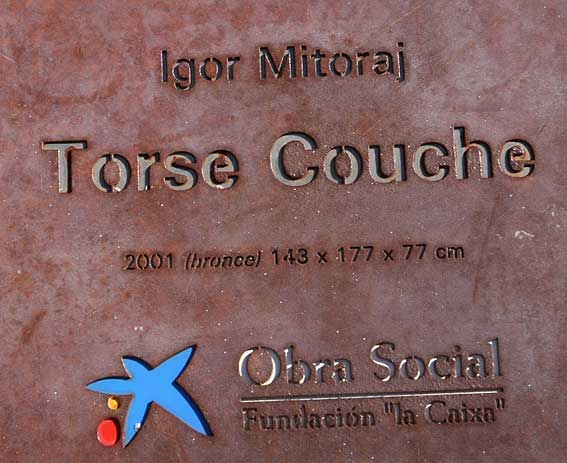 Igor Mitoraj
Torse Couche
2001 (bronce) 143 x 177 x 77 cm
Obra Social
Fundación "la Caixa"